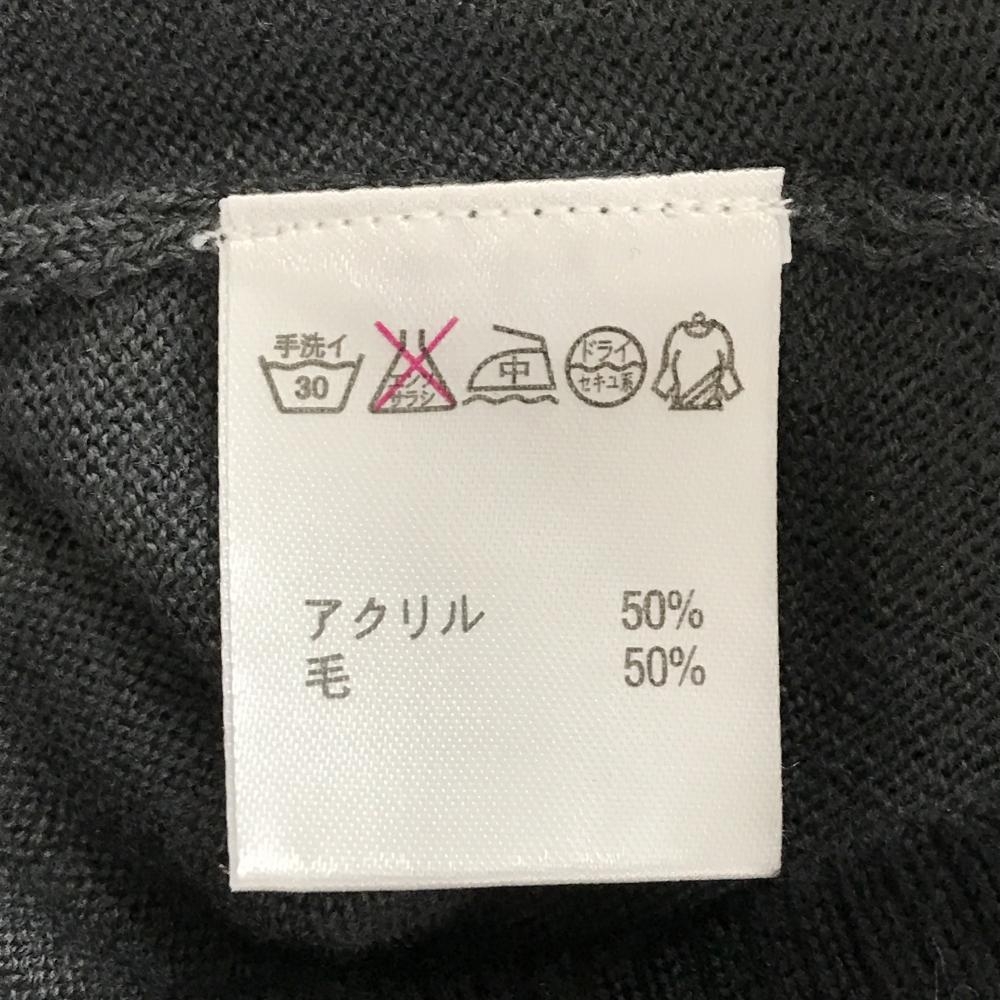 手洗イ
30
エンソ
サラシ
中
ドライ
セキユ系
アクリル 50%
毛 50%